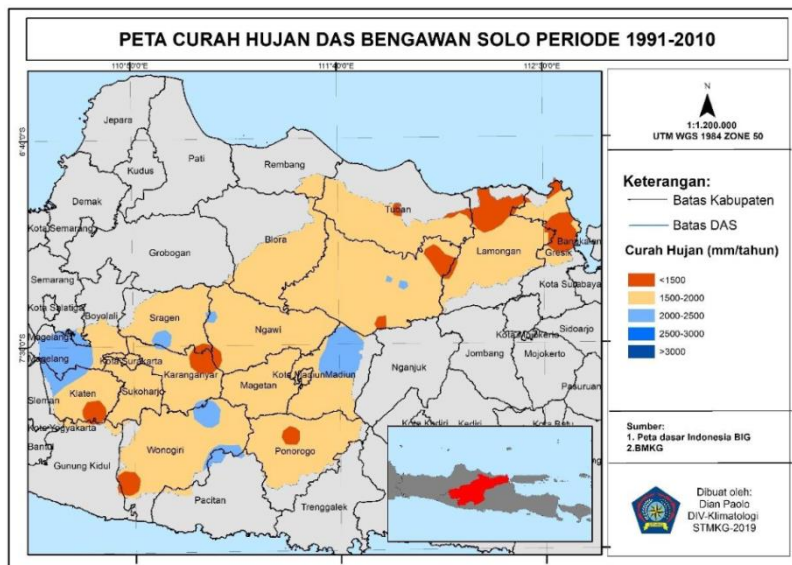 PETA CURAH HUJAN DAS BENGAWAN SOLO PERIODE 1991-2010
110°50'0"E
111°40'0"E
112°30'0"E
6°40'0"S
7°30'0"S
Jepara
Pati
Rembang
Kudus
Demak
Tuban
Kota Semarang
Blora
Grobogan
Lamongan
Bangkalan
Gresik
Semarang
Kota Surabaya
Kota Salatiga
Boyolali
Sragen
Ngawi
Sidoarjo
Magelang
Kota Mojokerto
Magelang
Kota Surakarta
Karanganyar
Kota Madiun
Madiun
Nganjuk
Jombang
Mojokerto
Magetan
Klaten
Sukoharjo
Pasuruan
Sleman
Kota Yogyakarta
Kota Kediri
Kediri
Kota Batu
Bantul
Wonogiri
Ponorogo
Gunung Kidul
Pacitan
Trenggalek
N
1:1.200.000
UTM WGS 1984 ZONE 50
Keterangan:
Batas Kabupaten
Batas DAS
Curah Hujan (mm/tahun)
<1500
1500-2000
2000-2500
2500-3000
>3000
Sumber:
1. Peta dasar Indonesia BIG
2.BMKG
Dibuat oleh:
Dian Paolo
DIV-Klimatologi
STMKG-2019